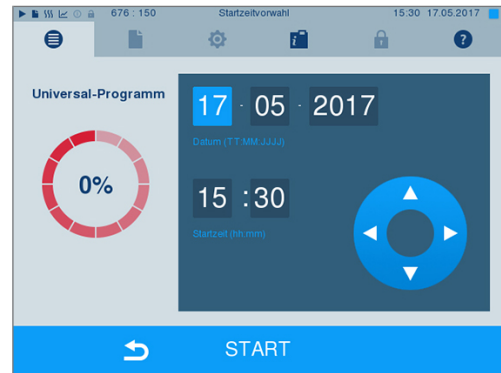 676 : 150 Startzeitvorwahl 15:30 17.05.2017
Universal-Programm
0%
17 . 05 . 2017
Datum (TT.MM.JJJJ)
15 : 30
Startzeit (hh:mm)
START